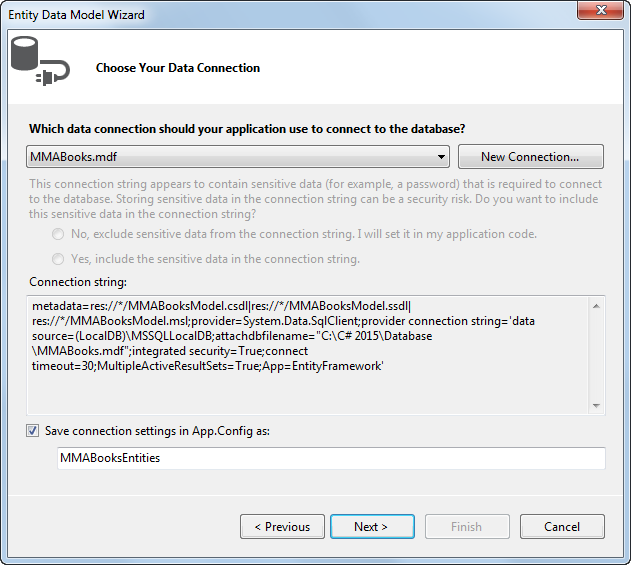 Entity Data Model Wizard
Choose Your Data Connection
Which data connection should your application use to connect to the database?
MMABooks.mdf
New Connection...
This connection string appears to contain sensitive data (for example, a password) that is required to connect
to the database. Storing sensitive data in the connection string can be a security risk. Do you want to include
this sensitive data in the connection string?
No, exclude sensitive data from the connection string. I will set it in my application code.
Yes, include the sensitive data in the connection string.
Connection string:
metadata=res://*/MMABooksModel.csdl|res://*/MMABooksModel.ssdl|
res://*/MMABooksModel.msl;provider=System.Data.SqlClient;provider connection string='data
source=(LocalDB)\MSSQLLocalDB;attachdbfilename="C:\C# 2015\Database
\MMABooks.mdf";integrated security=True;connect
timeout=30;MultipleActiveResultSets=True;App=EntityFramework'
Save connection settings in App.Config as:
MMABooksEntities
< Previous
Next >
Finish
Cancel